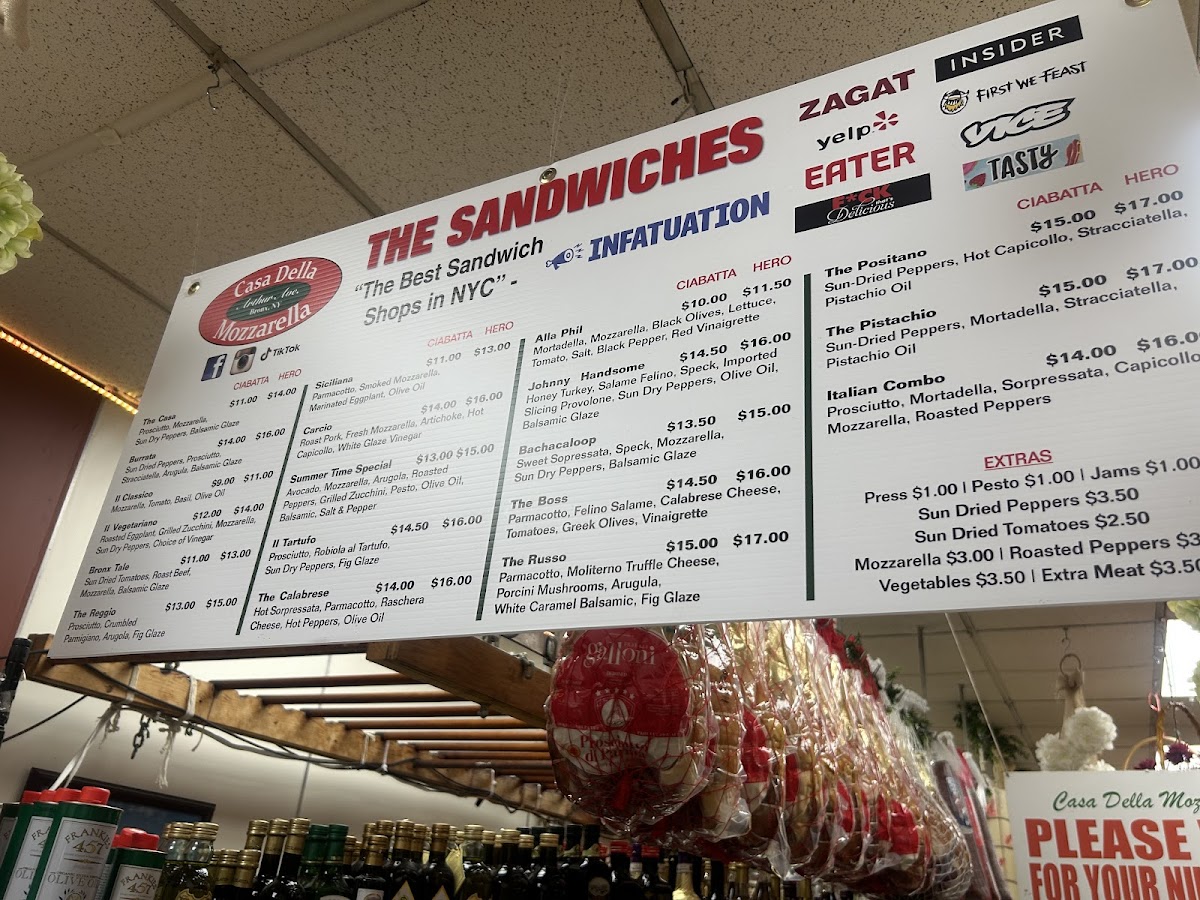 THE SANDWICHES
"The Best Sandwich
Shops in NYC" -
INFATUATION
ZAGAT
yelp
EATER
F*CK
that's
Delicious
INSIDER
FIRST WE FEAST
VICE
TASTY
Casa Della
Arthur Ave.
Bronx, NY
Mozzarella
TikTok
CIABATTA HERO
$11.00 $14.00
The Casa
Prosciutto, Mozzarella,
Sun Dry Peppers, Balsamic Glaze
$14.00 $16.00
Burrata
Sun Dried Peppers, Prosciutto,
Stracciatella, Arugula, Balsamic Glaze
$9.00 $11.00
Il Classico
Mozzarella, Tomato, Basil, Olive Oil
$12.00 $14.00
Il Vegetariano
Roasted Eggplant, Grilled Zucchini, Mozzarella,
Sun Dry Peppers, Choice of Vinegar
$11.00 $13.00
Bronx Tale
Sun Dried Tomatoes, Roast Beef,
Mozzarella, Balsamic Glaze
$13.00 $15.00
The Reggio
Prosciutto, Crumbled
Parmigiano, Arugola, Fig Glaze
CIABATTA HERO
$11.00 $13.00
Siciliana
Parmacotto, Smoked Mozzarella,
Marinated Eggplant, Olive Oil
$14.00 $16.00
Carcio
Roast Pork, Fresh Mozzarella, Artichoke, Hot
Capicollo, White Glaze Vinegar
$13.00 $15.00
Summer Time Special
Avocado, Mozzarella, Arugola, Roasted
Peppers, Grilled Zucchini, Pesto, Olive Oil,
Balsamic, Salt & Pepper
$14.50 $16.00
Il Tartufo
Prosciutto, Robiola al Tartufo,
Sun Dry Peppers, Fig Glaze
The Calabrese $14.00 $16.00
Hot Sorpressata, Parmacotto, Raschera
Cheese, Hot Peppers, Olive Oil
CIABATTA HERO
$10.00 $11.50
Alla Phil
Mortadella, Mozzarella, Black Olives, Lettuce,
Tomato, Salt, Black Pepper, Red Vinaigrette
$14.50 $16.00
Johnny Handsome
Honey Turkey, Salame Felino, Speck, Imported
Slicing Provolone, Sun Dry Peppers, Olive Oil,
Balsamic Glaze
$13.50 $15.00
Bachacaloop
Sweet Sopressata, Speck, Mozzarella,
Sun Dry Peppers, Balsamic Glaze
$14.50 $16.00
The Boss
Parmacotto, Felino Salame, Calabrese Cheese,
Tomatoes, Greek Olives, Vinaigrette
$15.00 $17.00
The Russo
Parmacotto, Moliterno Truffle Cheese,
Porcini Mushrooms, Arugula,
White Caramel Balsamic, Fig Glaze
CIABATTA HERO
$15.00 $17.00
The Positano
Sun-Dried Peppers, Hot Capicollo, Stracciatella,
Pistachio Oil
$15.00 $17.00
The Pistachio
Sun-Dried Peppers, Mortadella, Stracciatella,
Pistachio Oil
$14.00 $16.0
Italian Combo
Prosciutto, Mortadella, Sorpressata, Capicollo
Mozzarella, Roasted Peppers
EXTRAS
Press $1.00 | Pesto $1.00 | Jams $1.00
Sun Dried Peppers $3.50
Sun Dried Tomatoes $2.50
Mozzarella $3.00 | Roasted Peppers $3
Vegetables $3.50 | Extra Meat $3.50
galloni
FRANKIES
457
OLIVE OIL
FRANKIES
457
Casa Della Moz
PLEASE
FOR YOUR NU